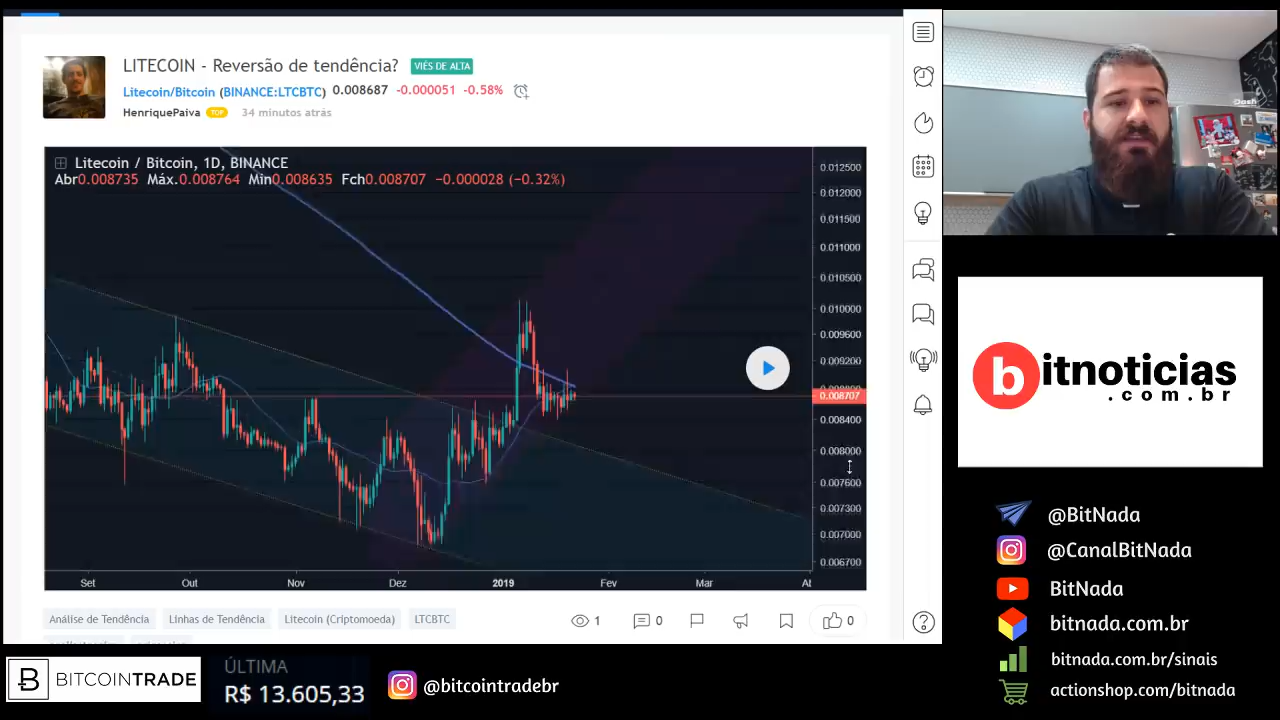 LITECOIN - Reversão de tendência? VIÉS DE ALTA
Litecoin/Bitcoin (BINANCE:LTCBTC) 0.008687 -0.000051 -0.58%
HenriquePaiva TOP 34 minutos atrás
Litecoin / Bitcoin, 1D, BINANCE
Abr0.008735 Máx.0.008764 Mín0.008635 Fch0.008707 −0.000028 (−0.32%)
0.012500
0.012000
0.011500
0.011000
0.010500
0.010000
0.009600
0.009200
0.008707
0.008400
0.008000
0.007600
0.007300
0.007000
0.006700
Set Out Nov Dez 2019 Fev Mar
Análise de Tendência Linhas de Tendência Litecoin (Criptomoeda) LTCBTC
1 0 0
Dash
bitnoticias
.com.br
@BitNada
@CanalBitNada
BitNada
bitnada.com.br
bitnada.com.br/sinais
actionshop.com/bitnada
BITCOINTRADE
ÚLTIMA
R$ 13.605,33
@bitcointradebr